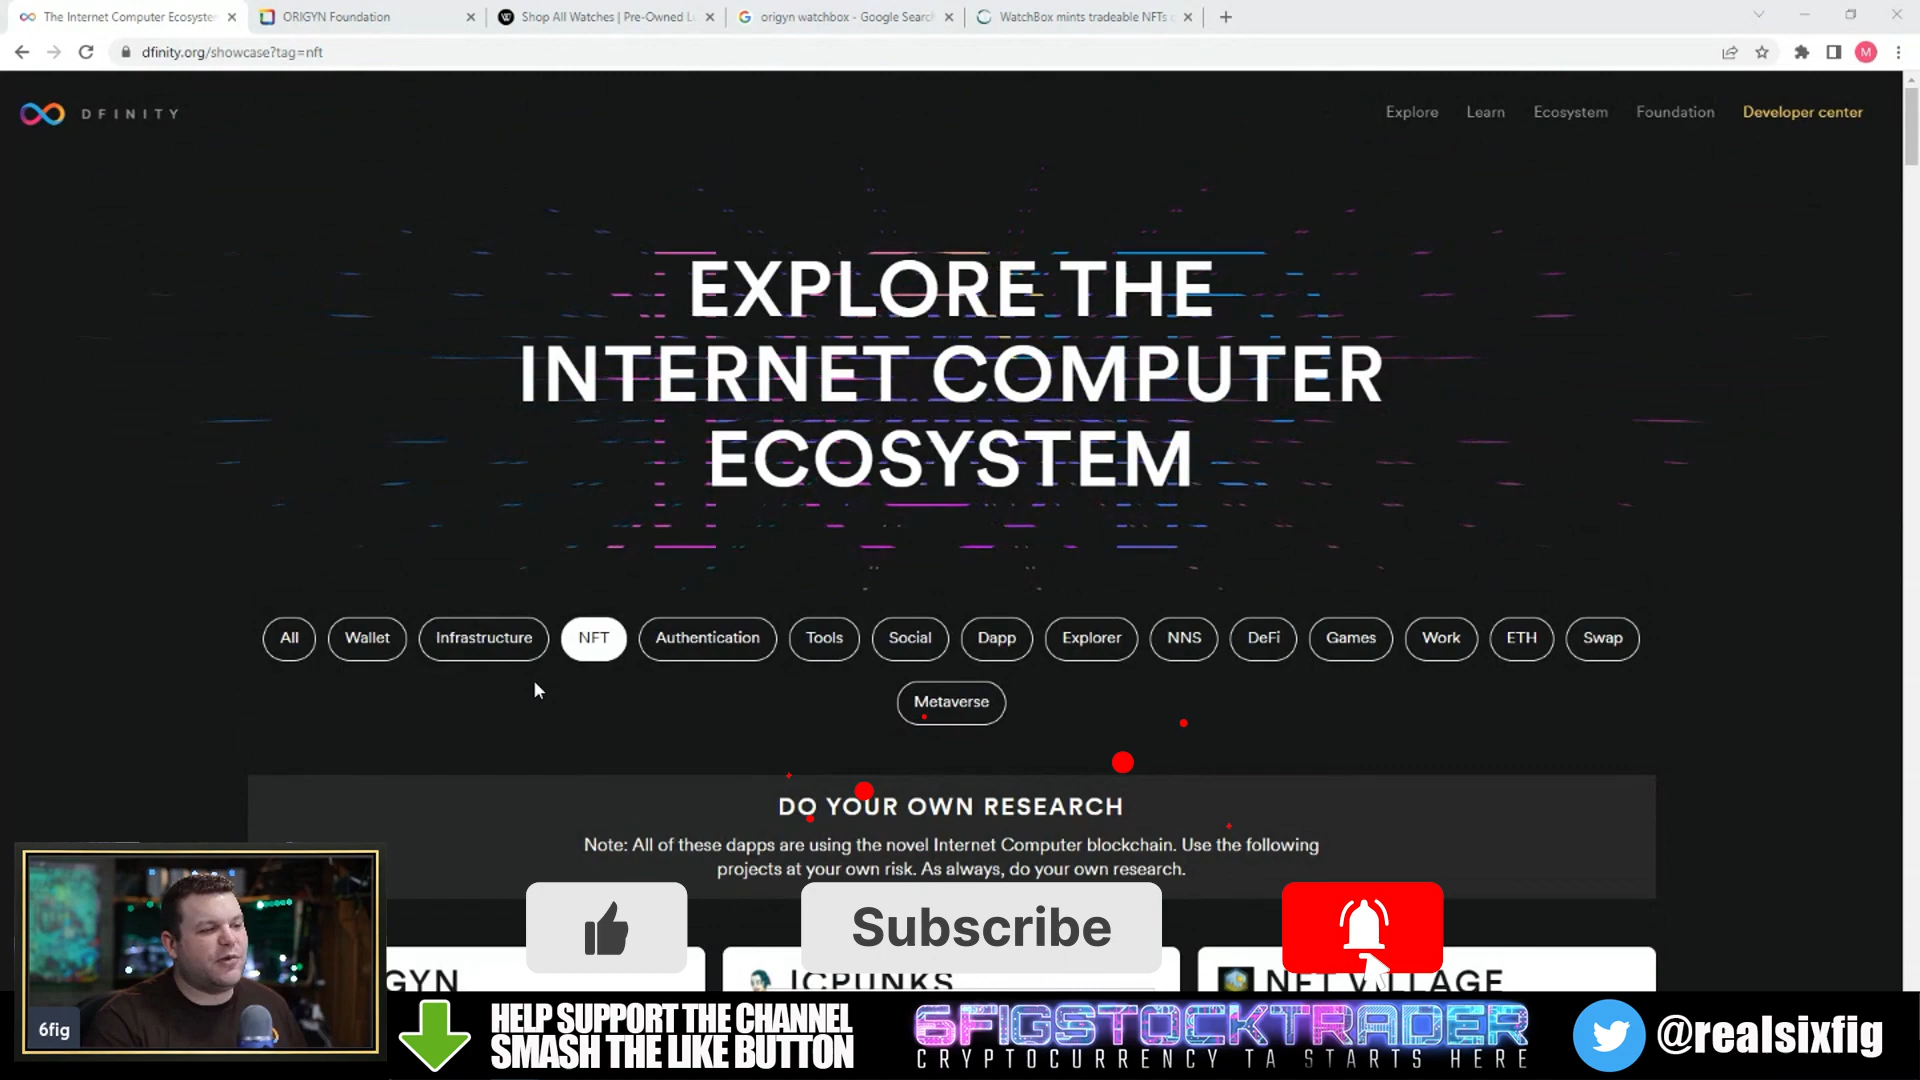 The Internet Computer Ecosyster
ORIGYN Foundation
Shop All Watches | Pre-Owned L
origyn watchbox - Google Search
WatchBox mints tradeable NFTs
dfinity.org/showcase?tag=nft
M
DFINITY
Explore
Learn
Ecosystem
Foundation
Developer center
EXPLORE THE
INTERNET COMPUTER
ECOSYSTEM
All
Wallet
Infrastructure
NFT
Authentication
Tools
Social
Dapp
Explorer
NNS
DeFi
Games
Work
ETH
Swap
Metaverse
DO YOUR OWN RESEARCH
Note: All of these dapps are using the novel Internet Computer blockchain. Use the following
projects at your own risk. As always, do your own research.
Subscribe
GYN
ICPUNKS
NFT VILLAGE
6fig
HELP SUPPORT THE CHANNEL
SMASH THE LIKE BUTTON
6FIGSTOCKTRADER
CRYPTOCURRENCY TA STARTS HERE
@realsixfig